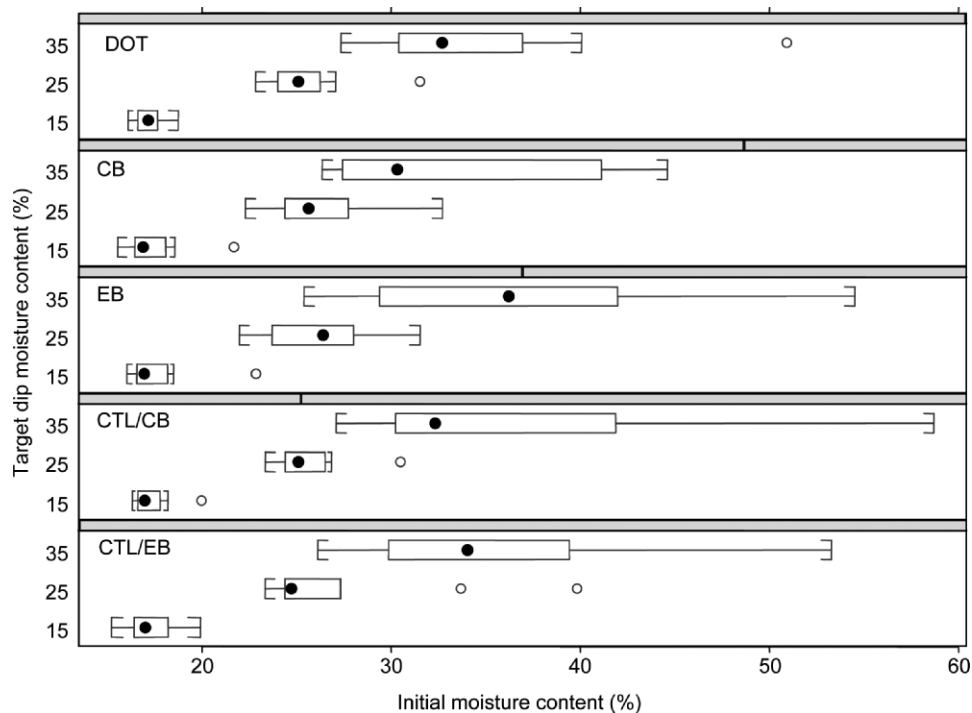 DOT
35
25
15
CB
35
25
15
EB
35
25
15
CTL/CB
35
25
15
CTL/EB
35
25
15
Target dip moisture content (%)
20 30 40 50 60
Initial moisture content (%)